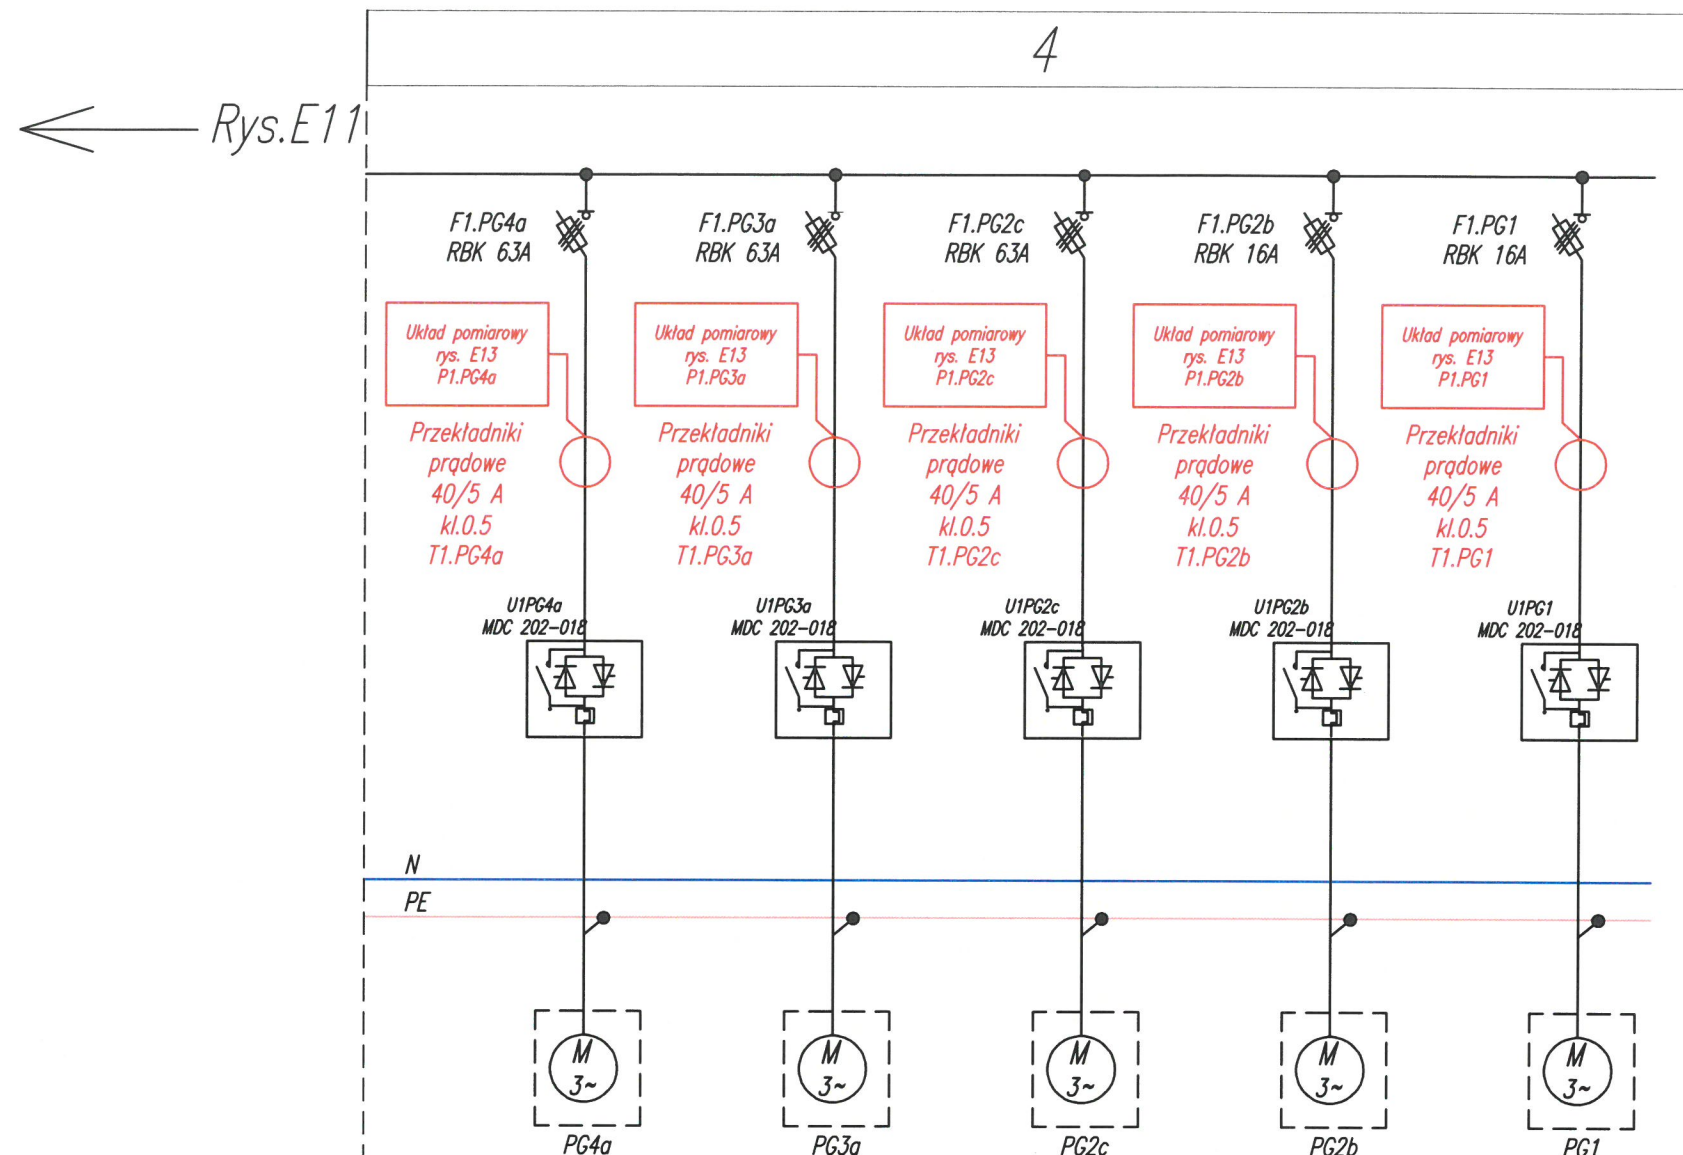 4
Rys.E11
F1.PG4a
RBK 63A
F1.PG3a
RBK 63A
F1.PG2c
RBK 63A
F1.PG2b
RBK 16A
F1.PG1
RBK 16A
Układ pomiarowy
rys. E13
P1.PG4a
Układ pomiarowy
rys. E13
P1.PG3a
Układ pomiarowy
rys. E13
P1.PG2c
Układ pomiarowy
rys. E13
P1.PG2b
Układ pomiarowy
rys. E13
P1.PG1
Przekładniki
prądowe
40/5 A
kl.0.5
T1.PG4a
Przekładniki
prądowe
40/5 A
kl.0.5
T1.PG3a
Przekładniki
prądowe
40/5 A
kl.0.5
T1.PG2c
Przekładniki
prądowe
40/5 A
kl.0.5
T1.PG2b
Przekładniki
prądowe
40/5 A
kl.0.5
T1.PG1
U1PG4a
MDC 202-018
U1PG3a
MDC 202-018
U1PG2c
MDC 202-018
U1PG2b
MDC 202-018
U1PG1
MDC 202-018
N
PE
M
3~
M
3~
M
3~
M
3~
M
3~
PG4a
PG3a
PG2c
PG2b
PG1